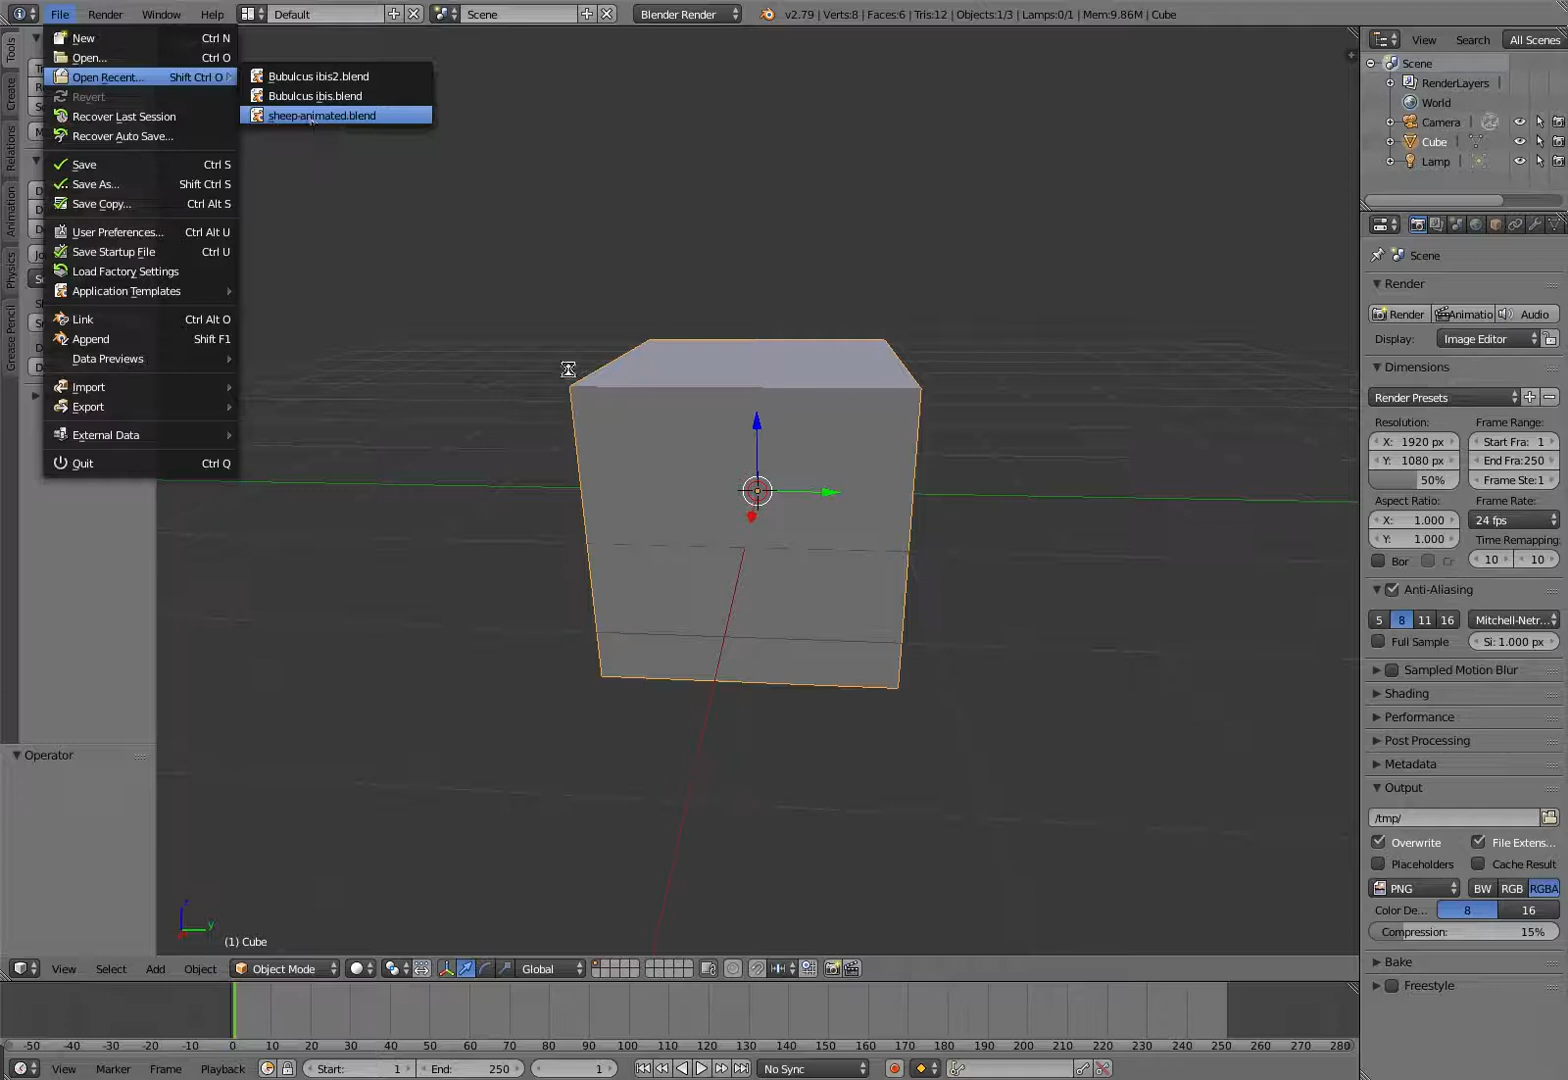 File Render Window Help Default Scene Blender Render v2.79 | Verts:8 | Faces:6 | Tris:12 | Objects:1/3 | Lamps:0/1 | Mem:9.86M | Cube
New Ctrl N
Open... Ctrl O
Open Recent... Shift Ctrl O
Revert
Recover Last Session
Recover Auto Save...
Save Ctrl S
Save As... Shift Ctrl S
Save Copy... Ctrl Alt S
User Preferences... Ctrl Alt U
Save Startup File Ctrl U
Load Factory Settings
Application Templates
Link Ctrl Alt O
Append Shift F1
Data Previews
Import
Export
External Data
Quit Ctrl Q
Bubulcus ibis2.blend
Bubulcus ibis.blend
sheep-animated.blend
Tools
Create
Relations
Animation
Physics
Grease Pencil
Operator
(1) Cube
z
y
View Search All Scenes
Scene
RenderLayers
World
Camera
Cube
Lamp
Scene
Render
Render Animatio Audio
Display: Image Editor
Dimensions
Render Presets
Resolution: Frame Range:
X: 1920 px Start Fra: 1
Y: 1080 px End Fra:250
50% Frame Ste:1
Aspect Ratio: Frame Rate:
X: 1.000 24 fps
Y: 1.000 Time Remapping:
Bor Cr 10 10
Anti-Aliasing
5 8 11 16 Mitchell-Netr...
Full Sample Si: 1.000 px
Sampled Motion Blur
Shading
Performance
Post Processing
Metadata
Output
/tmp/
Overwrite File Extens...
Placeholders Cache Result
PNG BW RGB RGBA
Color De... 8 16
Compression: 15%
Bake
Freestyle
View Select Add Object Object Mode Global
-50 -40 -30 -20 -10 0 10 20 30 40 50 60 70 80 90 100 110 120 130 140 150 160 170 180 190 200 210 220 230 240 250 260 270 280
View Marker Frame Playback Start: 1 End: 250 1 No Sync